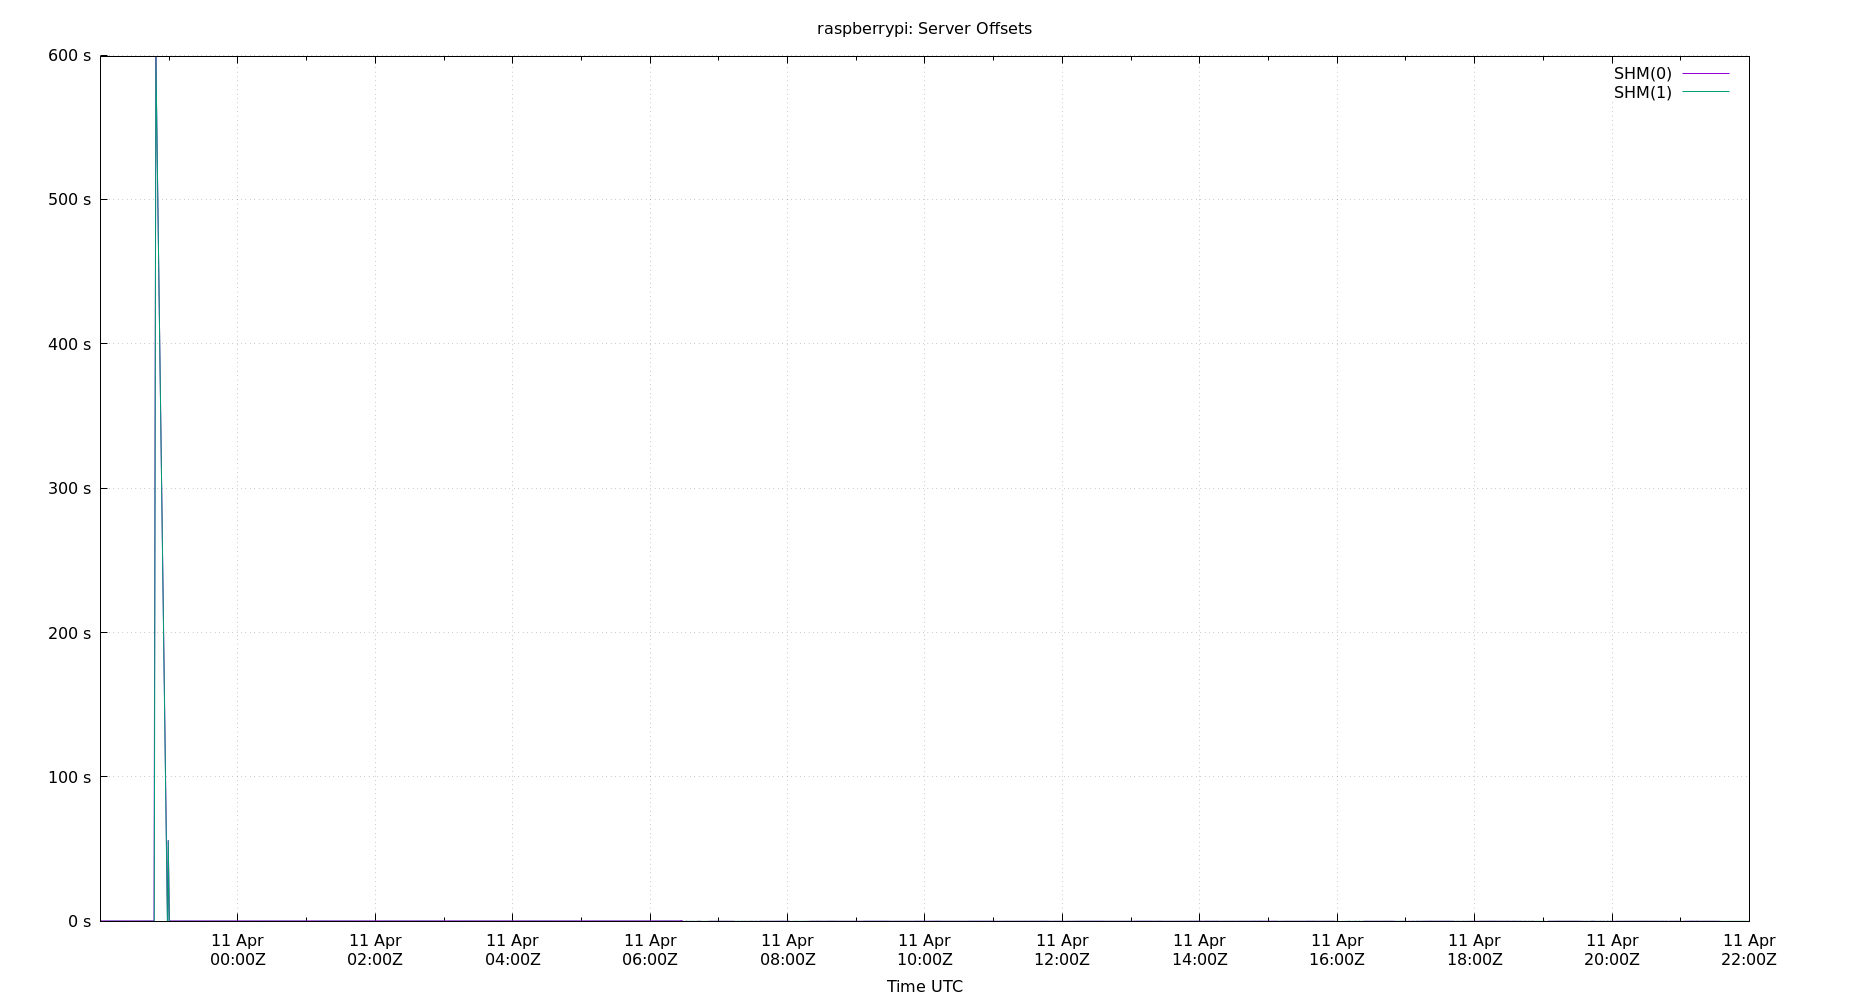 raspberrypi: Server Offsets
600 s
500 s
400 s
300 s
200 s
100 s
0 s
SHM(0)
SHM(1)
11 Apr 11 Apr 11 Apr 11 Apr 11 Apr 11 Apr 11 Apr 11 Apr 11 Apr 11 Apr 11 Apr 11 Apr
00:00Z 02:00Z 04:00Z 06:00Z 08:00Z 10:00Z 12:00Z 14:00Z 16:00Z 18:00Z 20:00Z 22:00Z
Time UTC